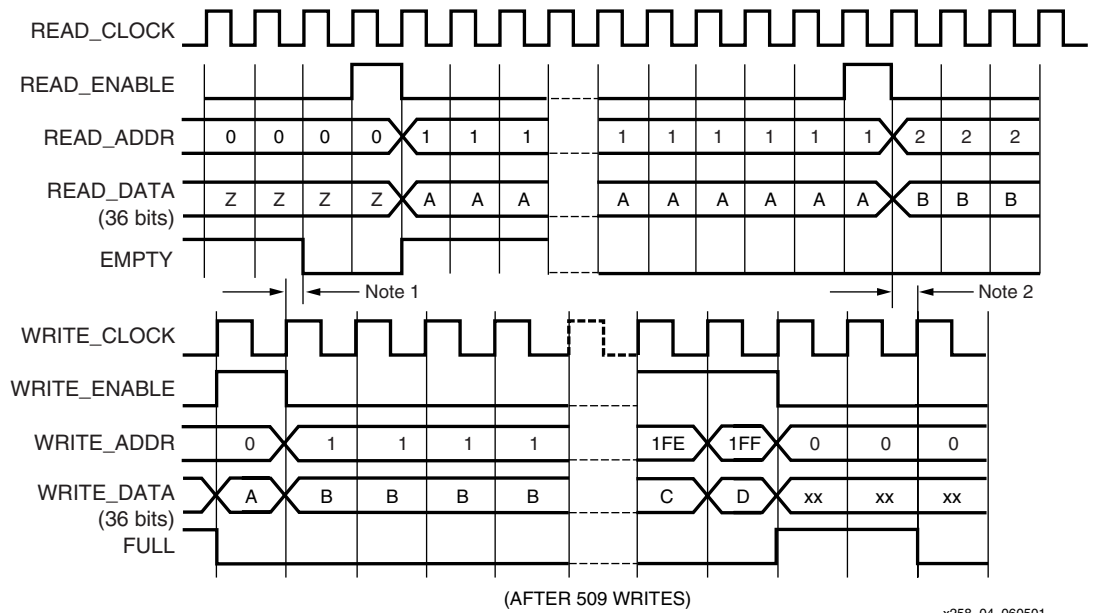 READ_CLOCK
READ_ENABLE
READ_ADDR 0 0 0 0 1 1 1 1 1 1 1 1 1 2 2 2
READ_DATA Z Z Z Z A A A A A A A A A B B B
(36 bits)
EMPTY
Note 1 Note 2
WRITE_CLOCK
WRITE_ENABLE
WRITE_ADDR 0 1 1 1 1 1FE 1FF 0 0 0
WRITE_DATA A B B B B C D xx xx xx
(36 bits)
FULL
(AFTER 509 WRITES)
x258_04_060501